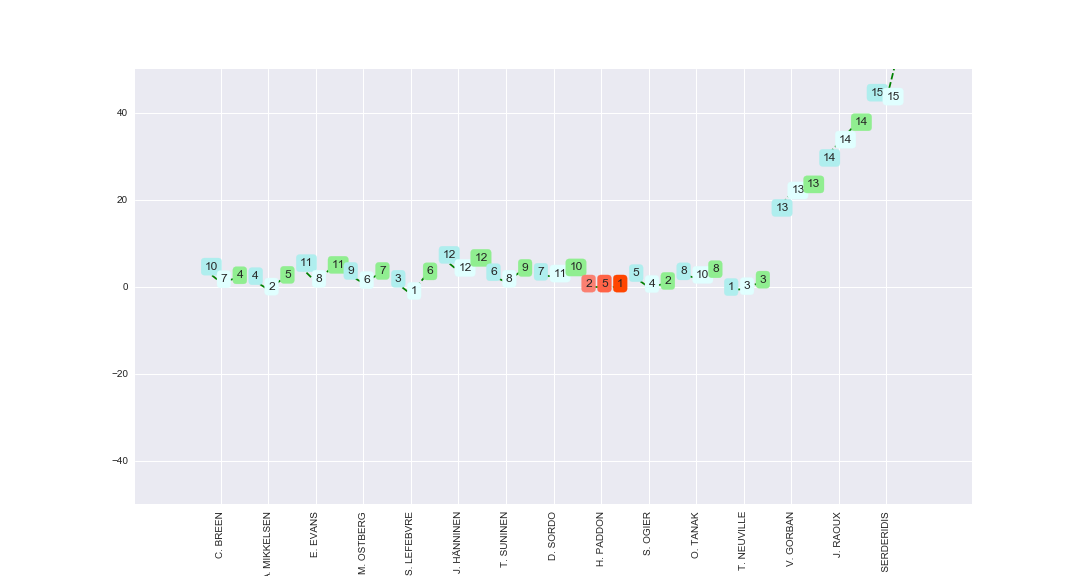 40
20
0
−20
−40
10 7 4
4 2 5
11 8 11
9 6 7
3 1 6
12 12 12
6 8 9
7 11 10
2 5 1
5 4 2
8 10 8
1 3 3
13 13 13
14 14 14
15 15
C. BREEN
A. MIKKELSEN
E. EVANS
M. OSTBERG
S. LEFEBVRE
J. HÄNNINEN
T. SUNINEN
D. SORDO
H. PADDON
S. OGIER
O. TANAK
T. NEUVILLE
V. GORBAN
J. RAOUX
SERDERIDIS